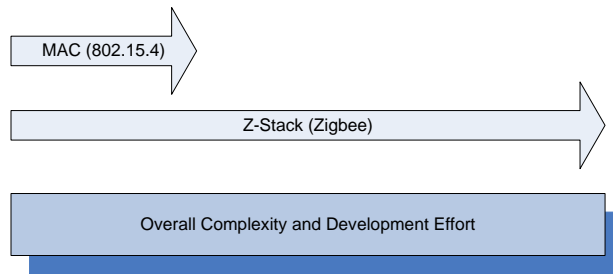 MAC (802.15.4)
Z-Stack (Zigbee)
Overall Complexity and Development Effort